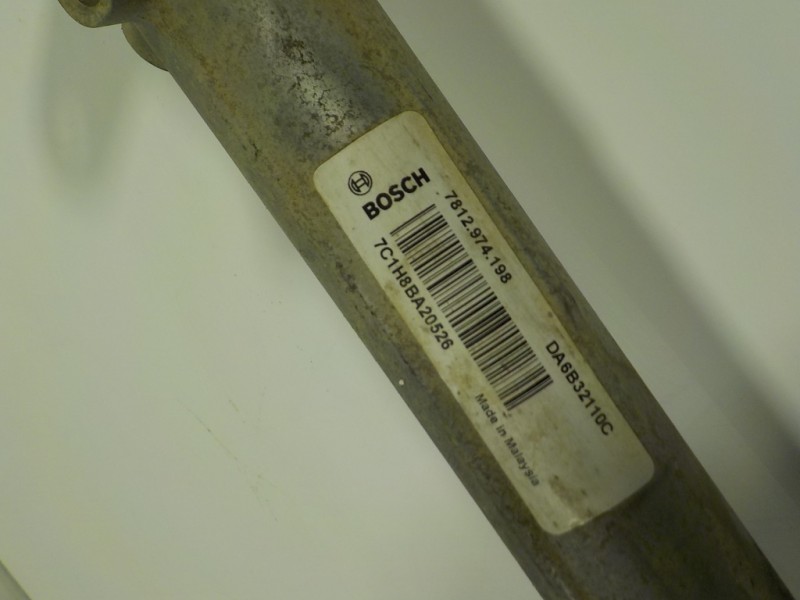 BOSCH
7812.974.198
7C1H8BA20526
DA6B32110C
Made in Malaysia